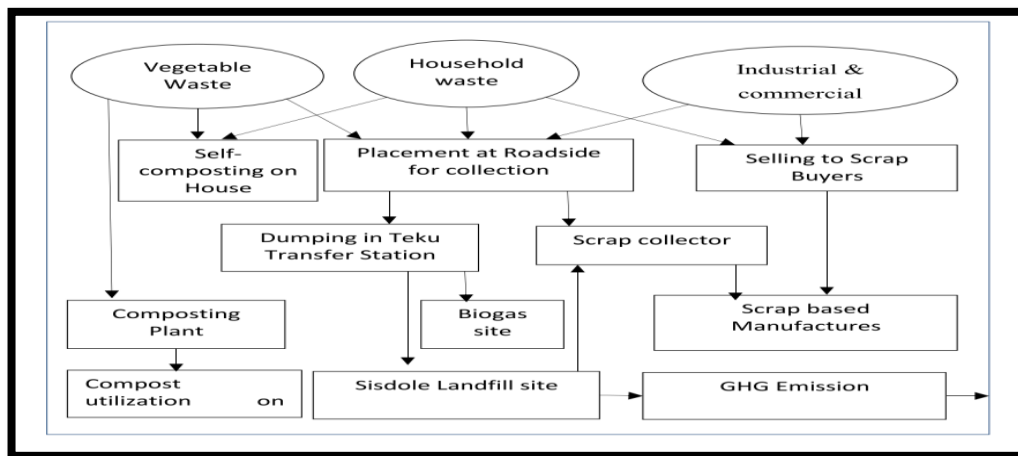 Vegetable
Waste
Household
waste
Industrial &
commercial
Self-
composting on
House
Placement at Roadside
for collection
Selling to Scrap
Buyers
Dumping in Teku
Transfer Station
Scrap collector
Composting
Plant
Biogas
site
Scrap based
Manufactures
Compost
utilization on
Sisdole Landfill site
GHG Emission